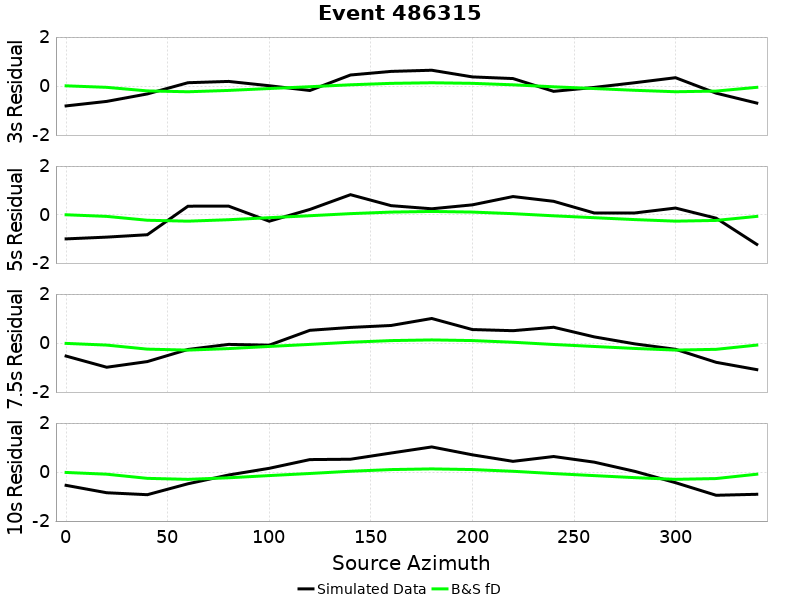 Event 486315
3s Residual
2
0
-2
5s Residual
2
0
-2
7.5s Residual
2
0
-2
10s Residual
2
0
-2
0 50 100 150 200 250 300
Source Azimuth
Simulated Data B&S fD